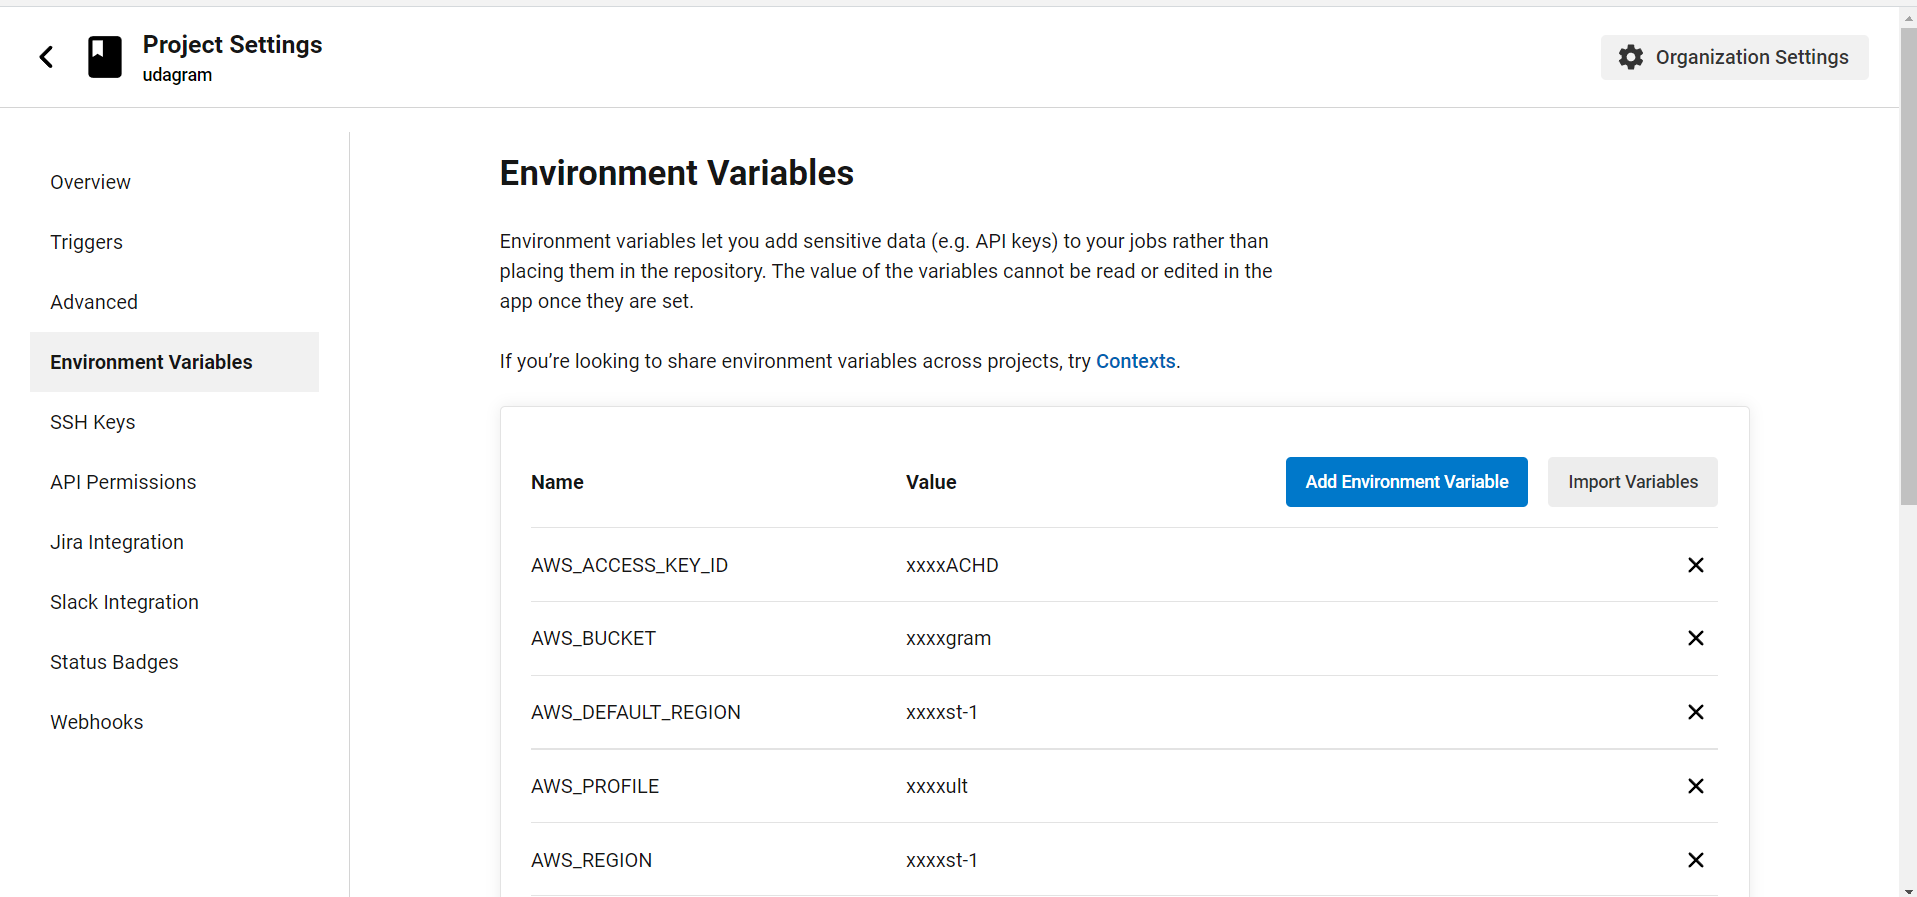 Project Settings
udagram
Organization Settings
Overview
Triggers
Advanced
Environment Variables
SSH Keys
API Permissions
Jira Integration
Slack Integration
Status Badges
Webhooks
Environment Variables
Environment variables let you add sensitive data (e.g. API keys) to your jobs rather than
placing them in the repository. The value of the variables cannot be read or edited in the
app once they are set.
If you’re looking to share environment variables across projects, try Contexts.
Name Value Add Environment Variable Import Variables
AWS_ACCESS_KEY_ID xxxxACHD
AWS_BUCKET xxxxgram
AWS_DEFAULT_REGION xxxxst-1
AWS_PROFILE xxxxult
AWS_REGION xxxxst-1